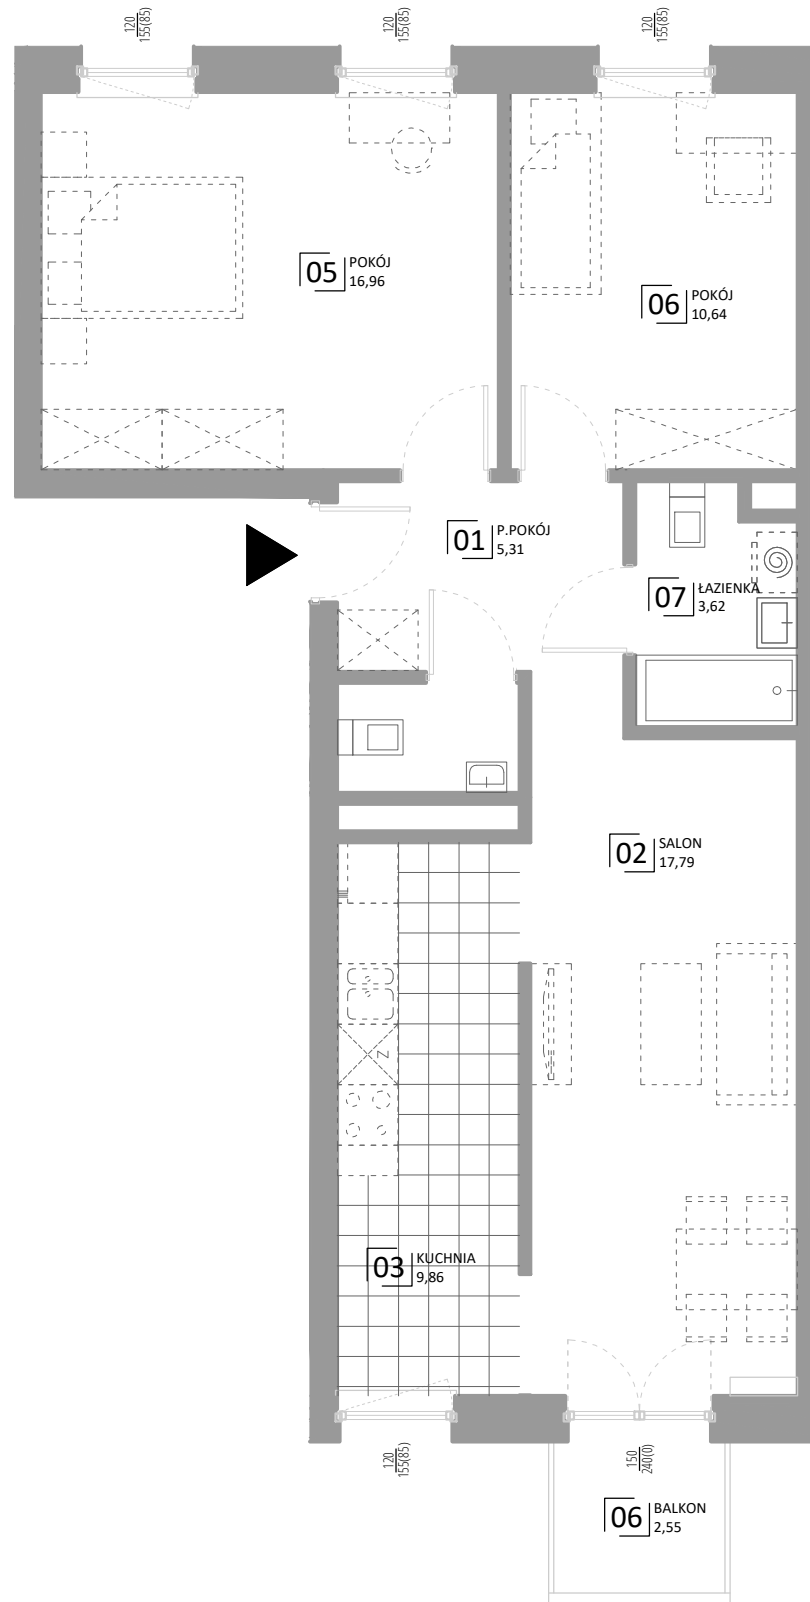 120
155(85)
120
155(85)
120
155(85)
05 POKÓJ
16,96
06 POKÓJ
10,64
01 P.POKÓJ
5,31
07 ŁAZIENKA
3,62
02 SALON
17,79
Z
03 KUCHNIA
9,86
120
155(85)
150
240(0)
06 BALKON
2,55